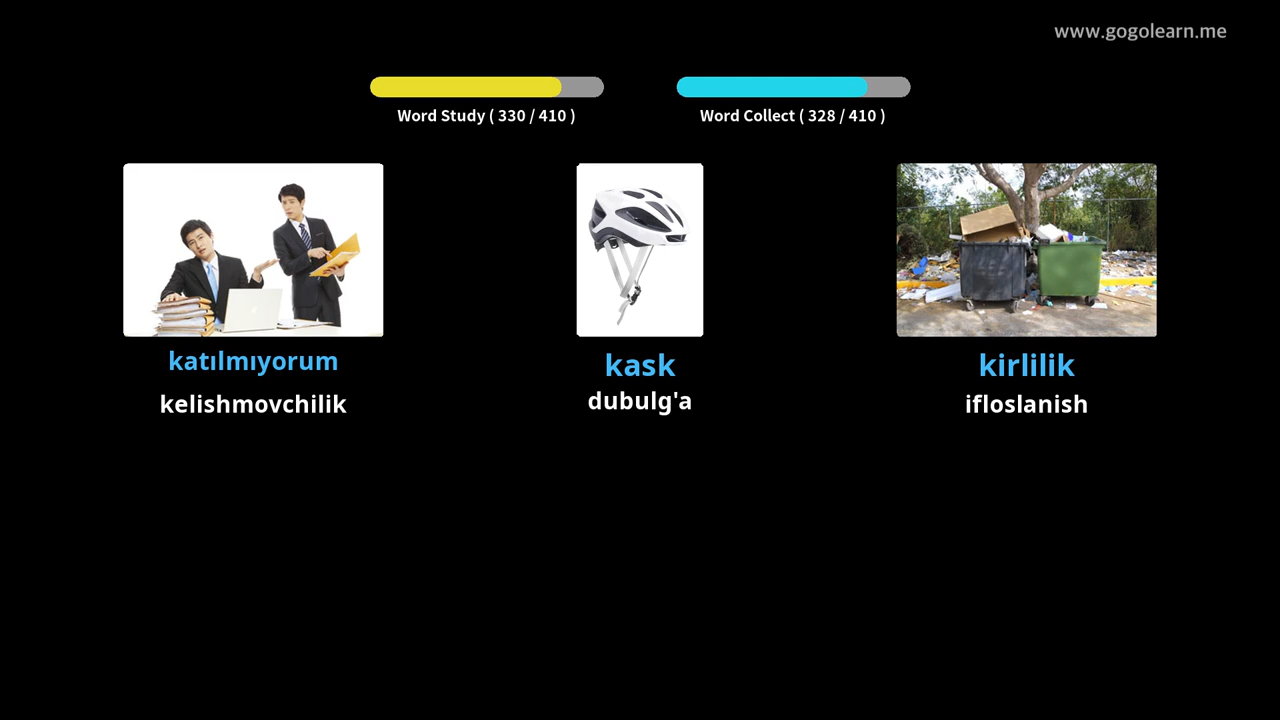 www.gogolearn.me
Word Study ( 330 / 410 )
Word Collect ( 328 / 410 )
katılmıyorum
kelishmovchilik
kask
dubulg'a
kirlilik
ifloslanish